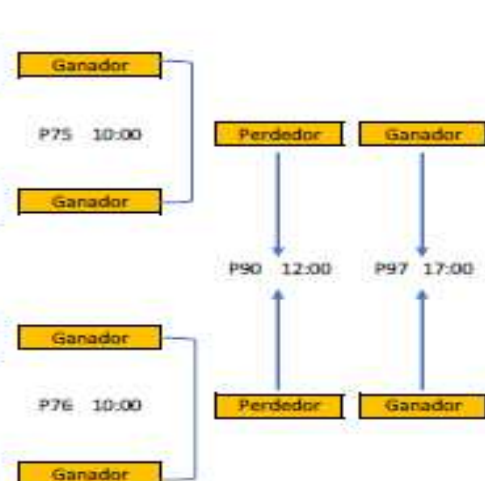 Ganador
P75 10:00
Perdedor Ganador
Ganador
P90 12:00 P97 17:00
Ganador
P76 10:00
Perdedor Ganador
Ganador